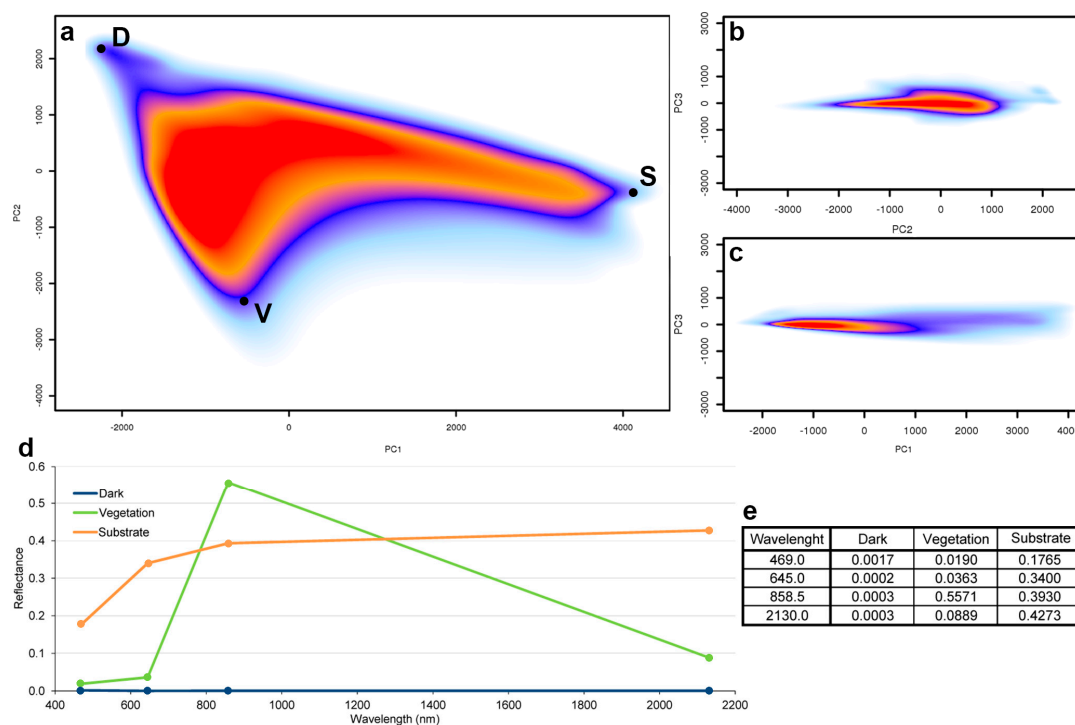 a
D
S
V
2000
1000
0
-1000
-2000
-3000
-4000
PC2
-2000
0
2000
4000
PC1
b
3000
1000
0
-1000
-3000
PC3
-4000
-3000
-2000
-1000
0
1000
2000
PC2
c
3000
1000
0
-1000
-3000
PC3
-2000
-1000
0
1000
2000
3000
4000
PC1
d
0.6
0.5
0.4
0.3
0.2
0.1
0.0
Reflectance
Dark
Vegetation
Substrate
400 600 800 1000 1200 1400 1600 1800 2000 2200
Wavelength (nm)
e
Wavelenght Dark Vegetation Substrate
469.0 0.0017 0.0190 0.1765
645.0 0.0002 0.0363 0.3400
858.5 0.0003 0.5571 0.3930
2130.0 0.0003 0.0889 0.4273